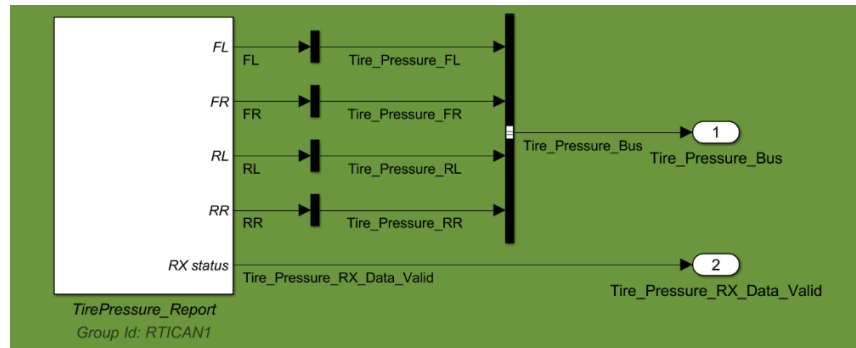 FL
FL
Tire_Pressure_FL
FR
FR
Tire_Pressure_FR
1
Tire_Pressure_Bus
Tire_Pressure_Bus
RL
RL
Tire_Pressure_RL
RR
RR
Tire_Pressure_RR
RX status
Tire_Pressure_RX_Data_Valid
2
Tire_Pressure_RX_Data_Valid
TirePressure_Report
Group Id: RTICAN1